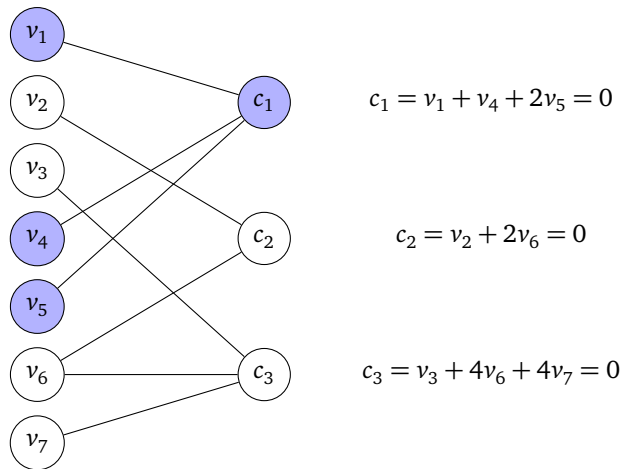 v₁
v₂
c₁
c₁ = v₁ + v₄ + 2v₅ = 0
v₃
v₄
c₂
c₂ = v₂ + 2v₆ = 0
v₅
v₆
c₃
c₃ = v₃ + 4v₆ + 4v₇ = 0
v₇